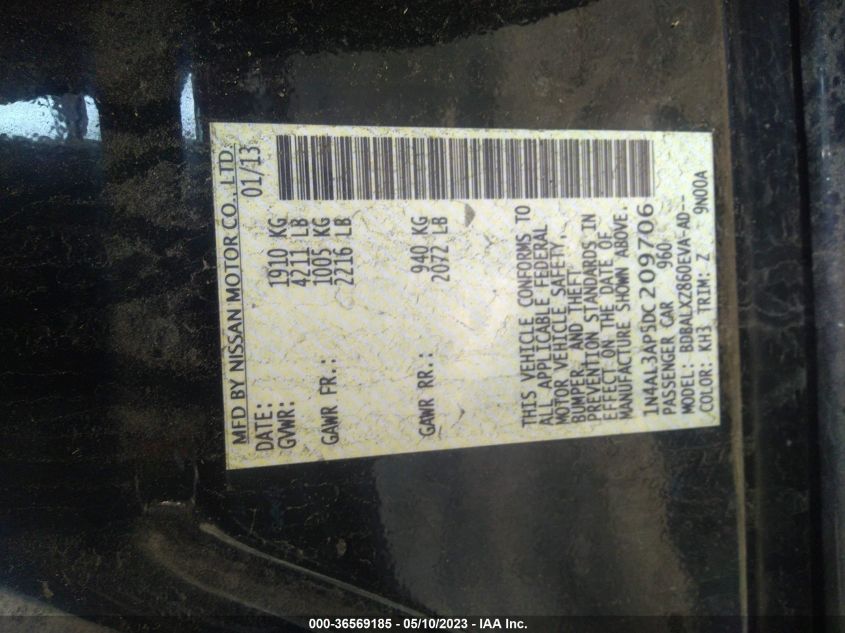 MFD BY NISSAN MOTOR CO., LTD.
DATE: 01/13
GVWR: 1910 KG
4211 LB
GAWR FR.: 1005 KG
2216 LB
GAWR RR.: 940 KG
2072 LB
THIS VEHICLE CONFORMS TO
ALL APPLICABLE FEDERAL
MOTOR VEHICLE SAFETY,
BUMPER, AND THEFT
PREVENTION STANDARDS IN
EFFECT ON THE DATE OF
MANUFACTURE SHOWN ABOVE.
1N4AL3AP5DC209706
PASSENGER CAR 960-
MODEL: BDBALXZ860EVA-AD--
COLOR: KH3 TRIM: Z 9N00A
000-36569185 - 05/10/2023 - IAA Inc.